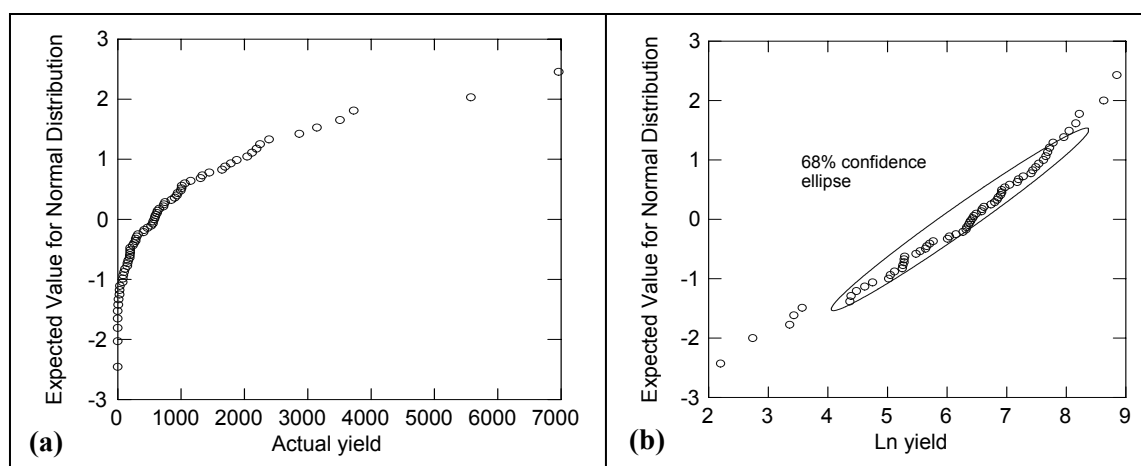 Expected Value for Normal Distribution
3
2
1
0
-1
-2
-3
0 1000 2000 3000 4000 5000 6000 7000
Actual yield
(a)
Expected Value for Normal Distribution
3
2
1
0
-1
-2
-3
68% confidence
ellipse
2 3 4 5 6 7 8 9
Ln yield
(b)